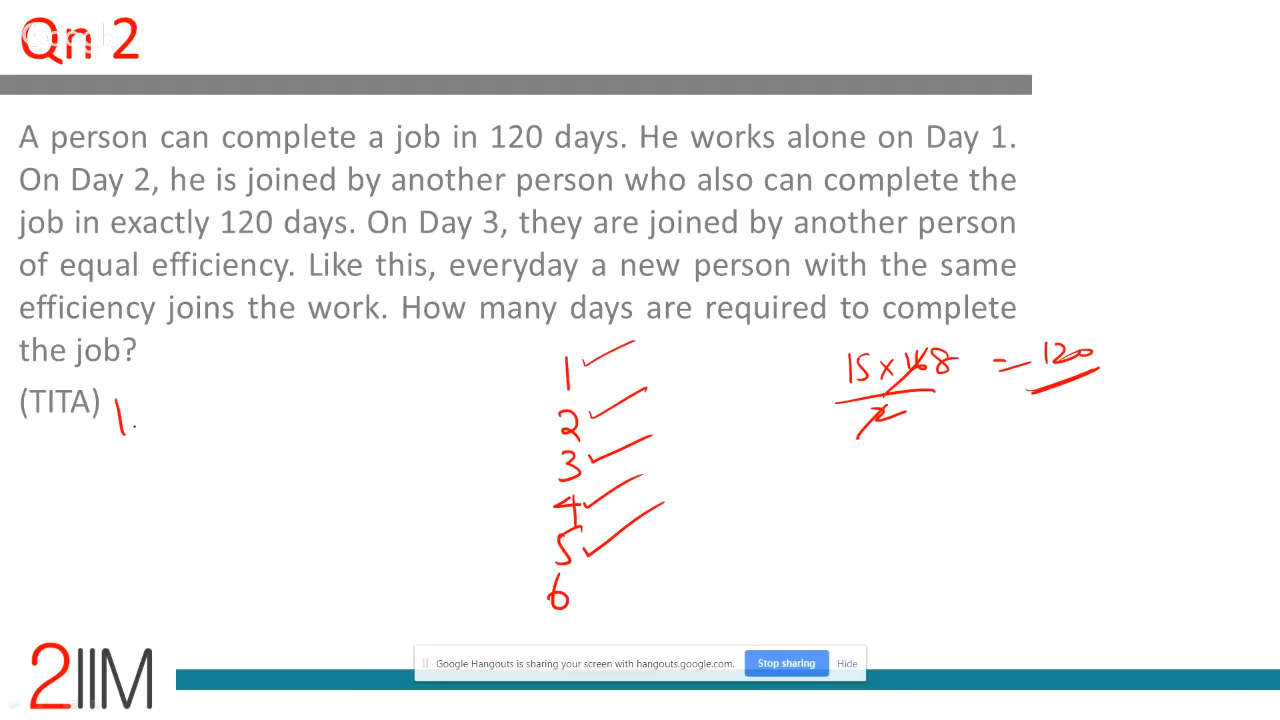 Qn 2
A person can complete a job in 120 days. He works alone on Day 1.
On Day 2, he is joined by another person who also can complete the
job in exactly 120 days. On Day 3, they are joined by another person
of equal efficiency. Like this, everyday a new person with the same
efficiency joins the work. How many days are required to complete
the job?
(TITA)
1.
1
2
3
4
5
6
15 x 168 = 120
2
2IIM
Google Hangouts is sharing your screen with hangouts.google.com.
Stop sharing
Hide